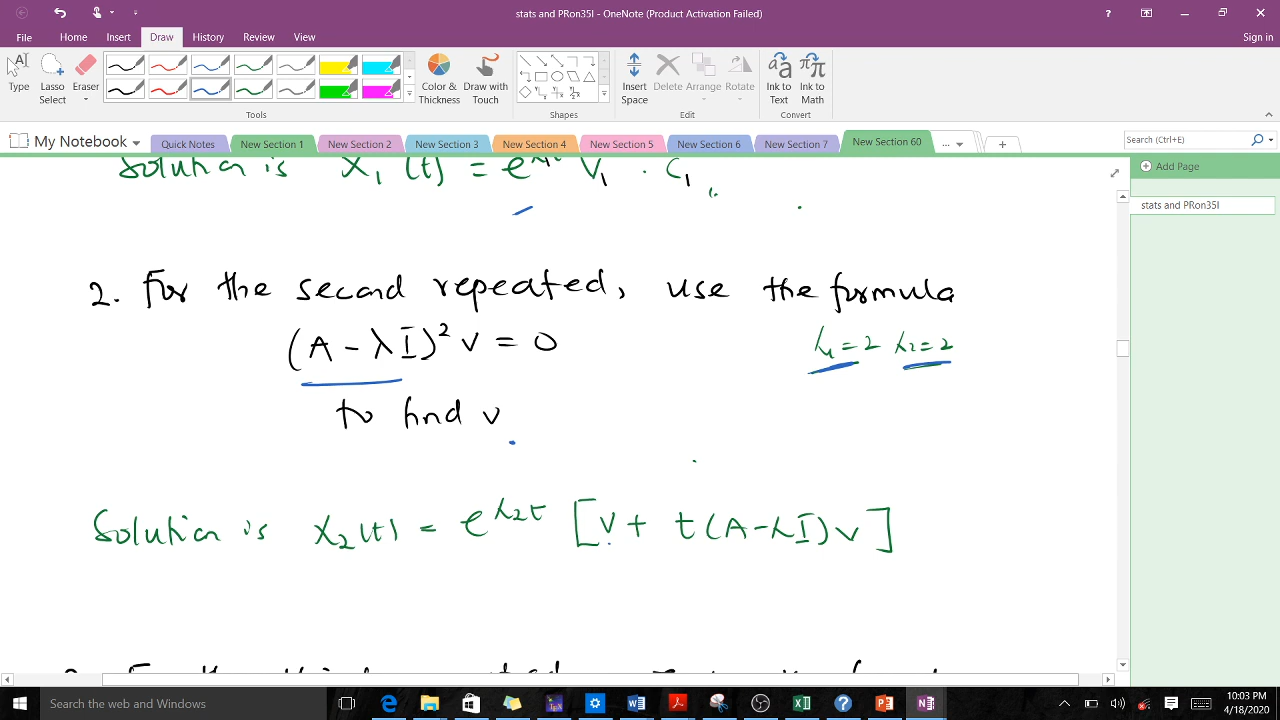 stats and PRon35I - OneNote (Product Activation Failed)
File Home Insert Draw History Review View Sign in
Type Lasso Select Eraser Color & Thickness Draw with Touch Insert Space Delete Arrange Rotate Ink to Text Ink to Math
Tools Shapes Edit Convert
My Notebook Quick Notes New Section 1 New Section 2 New Section 3 New Section 4 New Section 5 New Section 6 New Section 7 New Section 60 ... + Search (Ctrl+E)
Add Page
stats and PRon35I
Solution is x₁(t) = e^λ₁t V₁ . C₁
2. For the second repeated, use the formula
(A - λI)² v = 0
λ₁ = 2 λ₂ = 2
to find v
Solution is x₂(t) = e^λ₂t [v + t(A-λI)v]
Search the web and Windows
10:03 PM
4/18/2020